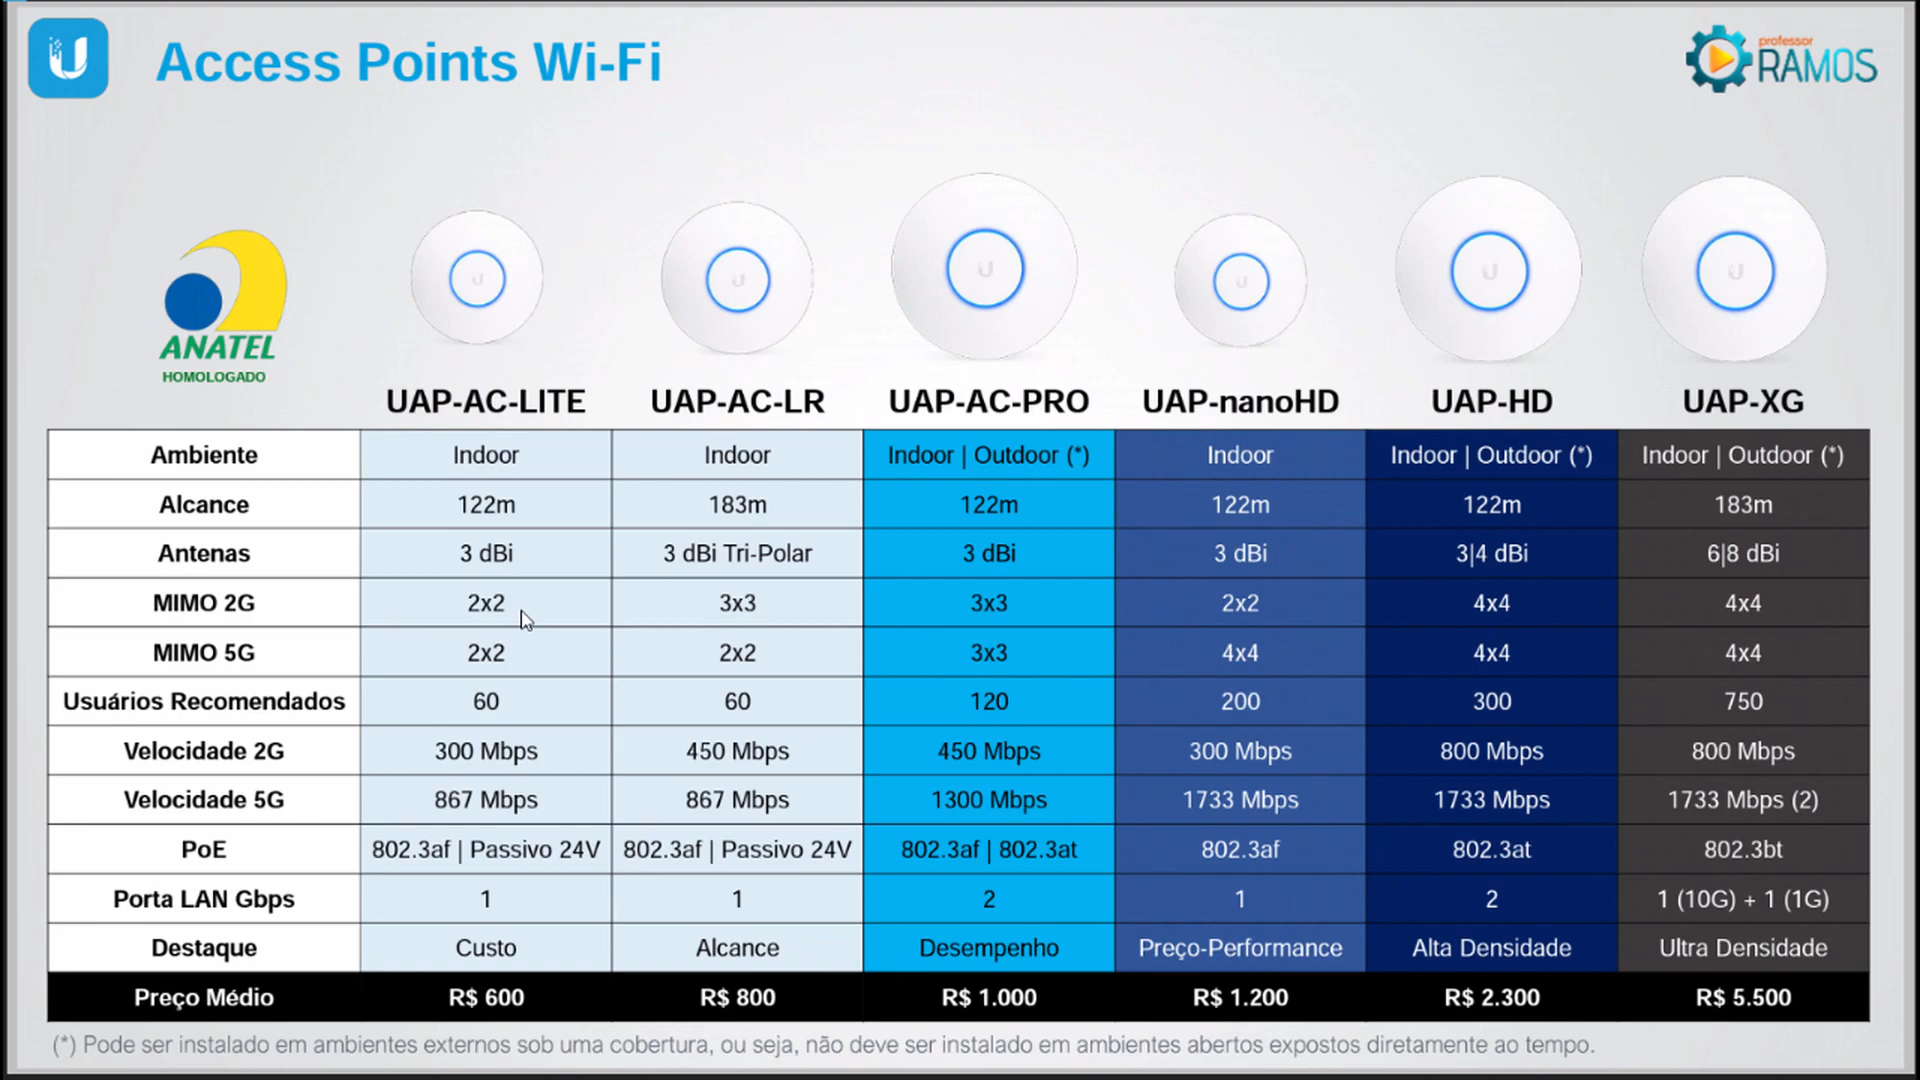 Access Points Wi-Fi
professor
RAMOS
ANATEL
HOMOLOGADO
UAP-AC-LITE UAP-AC-LR UAP-AC-PRO UAP-nanoHD UAP-HD UAP-XG
Ambiente Indoor Indoor Indoor | Outdoor (*) Indoor Indoor | Outdoor (*) Indoor | Outdoor (*)
Alcance 122m 183m 122m 122m 122m 183m
Antenas 3 dBi 3 dBi Tri-Polar 3 dBi 3 dBi 3|4 dBi 6|8 dBi
MIMO 2G 2x2 3x3 3x3 2x2 4x4 4x4
MIMO 5G 2x2 2x2 3x3 4x4 4x4 4x4
Usuários Recomendados 60 60 120 200 300 750
Velocidade 2G 300 Mbps 450 Mbps 450 Mbps 300 Mbps 800 Mbps 800 Mbps
Velocidade 5G 867 Mbps 867 Mbps 1300 Mbps 1733 Mbps 1733 Mbps 1733 Mbps (2)
PoE 802.3af | Passivo 24V 802.3af | Passivo 24V 802.3af | 802.3at 802.3af 802.3at 802.3bt
Porta LAN Gbps 1 1 2 1 2 1 (10G) + 1 (1G)
Destaque Custo Alcance Desempenho Preço-Performance Alta Densidade Ultra Densidade
Preço Médio R$ 600 R$ 800 R$ 1.000 R$ 1.200 R$ 2.300 R$ 5.500
(*) Pode ser instalado em ambientes externos sob uma cobertura, ou seja, não deve ser instalado em ambientes abertos expostos diretamente ao tempo.